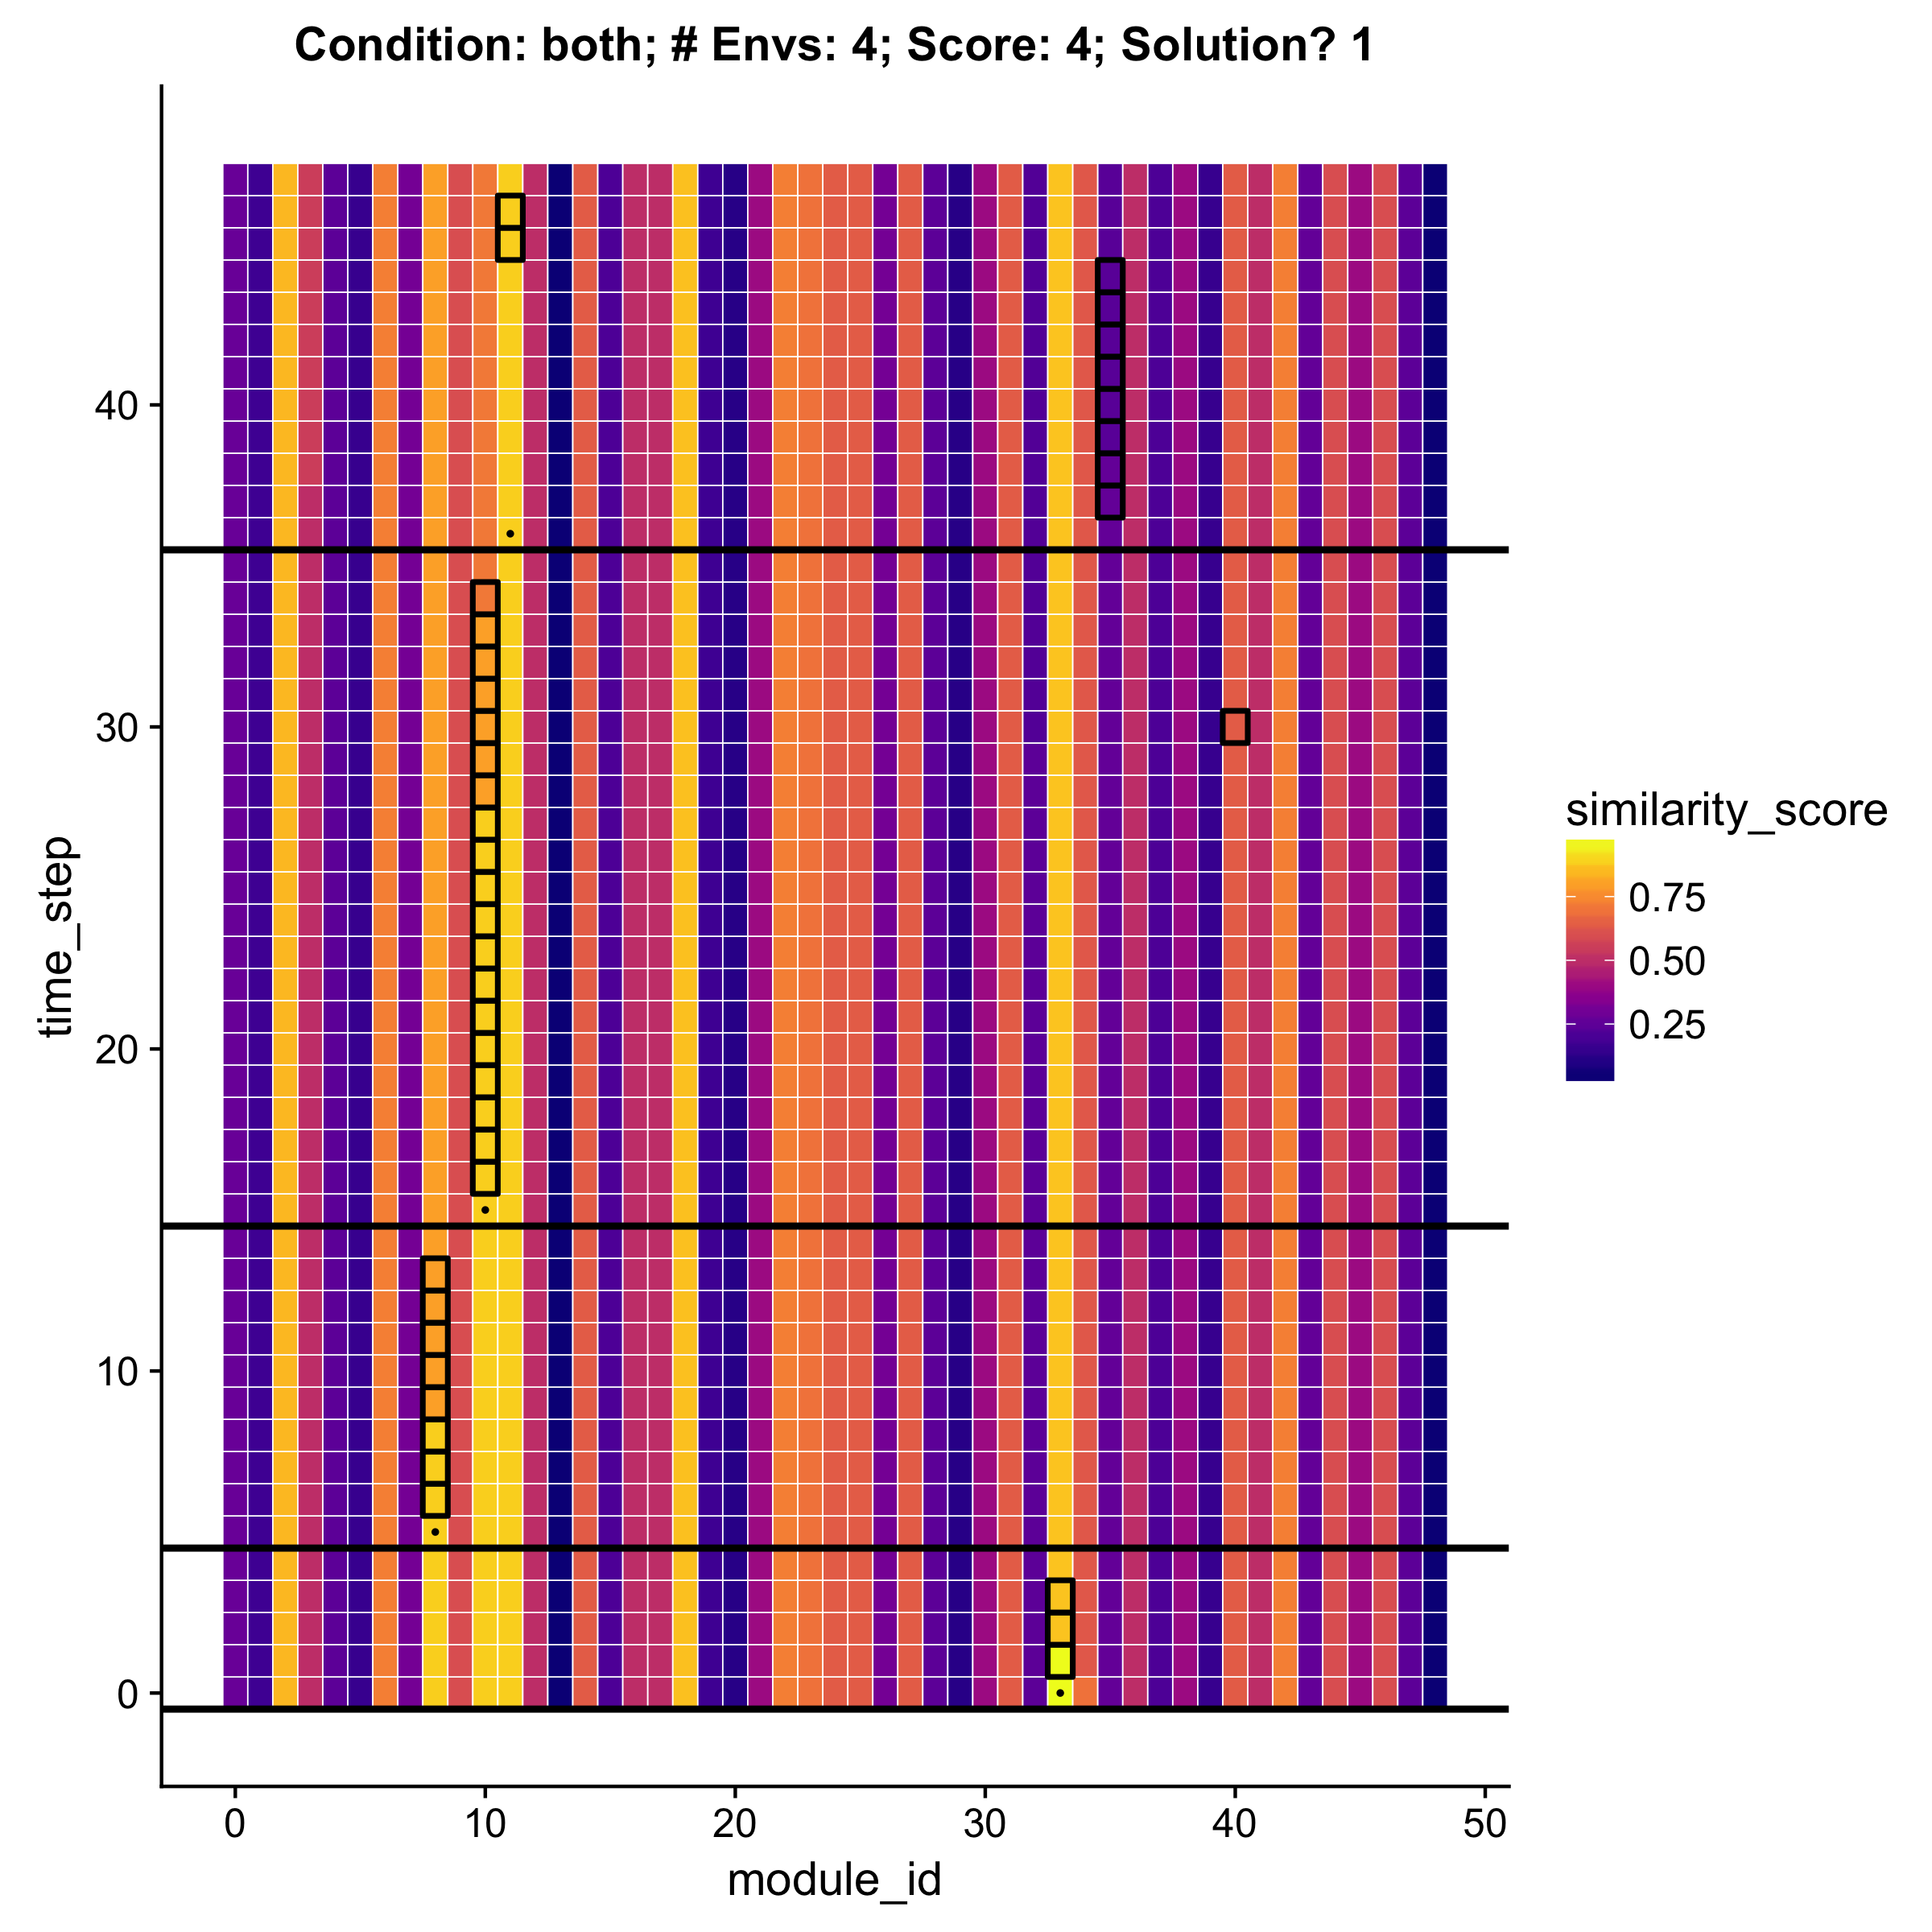 Condition: both; # Envs: 4; Score: 4; Solution? 1
time_step
40
30
20
10
0
0 10 20 30 40 50
module_id
similarity_score
0.75
0.50
0.25